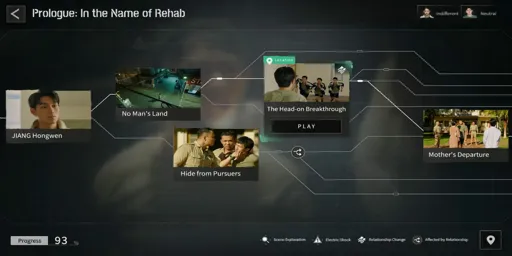 Prologue: In the Name of Rehab
Indifferent
Neutral
Location
No Man's Land
The Head-on Breakthrough
PLAY
JIANG Hongwen
Hide from Pursuers
Mother's Departure
Progress 93 %
Scene Exploration
Electric Shock
Relationship Change
Affected by Relationship